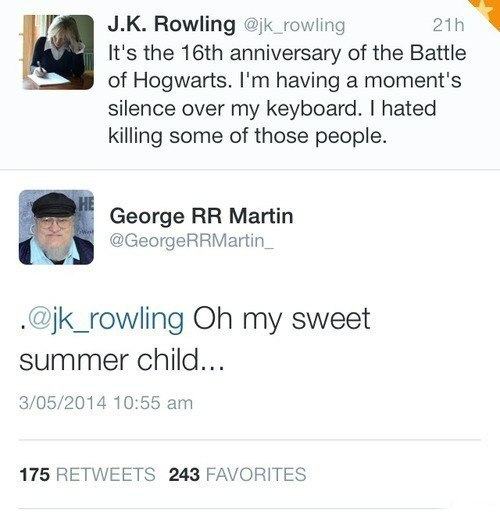 J.K. Rowling @jk_rowling 21h
It's the 16th anniversary of the Battle
of Hogwarts. I'm having a moment's
silence over my keyboard. I hated
killing some of those people.
HE
George RR Martin
@GeorgeRRMartin_
.@jk_rowling Oh my sweet
summer child...
3/05/2014 10:55 am
175 RETWEETS 243 FAVORITES